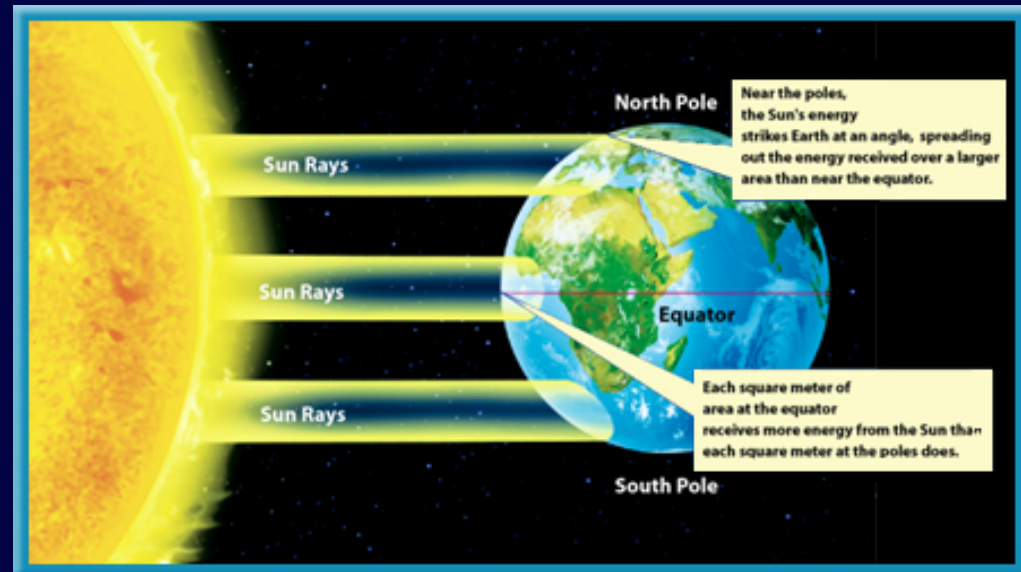 North Pole
Near the poles,
the Sun's energy
strikes Earth at an angle, spreading
out the energy received over a larger
area than near the equator.
Sun Rays
Sun Rays
Equator
Each square meter of
area at the equator
receives more energy from the Sun than
each square meter at the poles does.
Sun Rays
South Pole